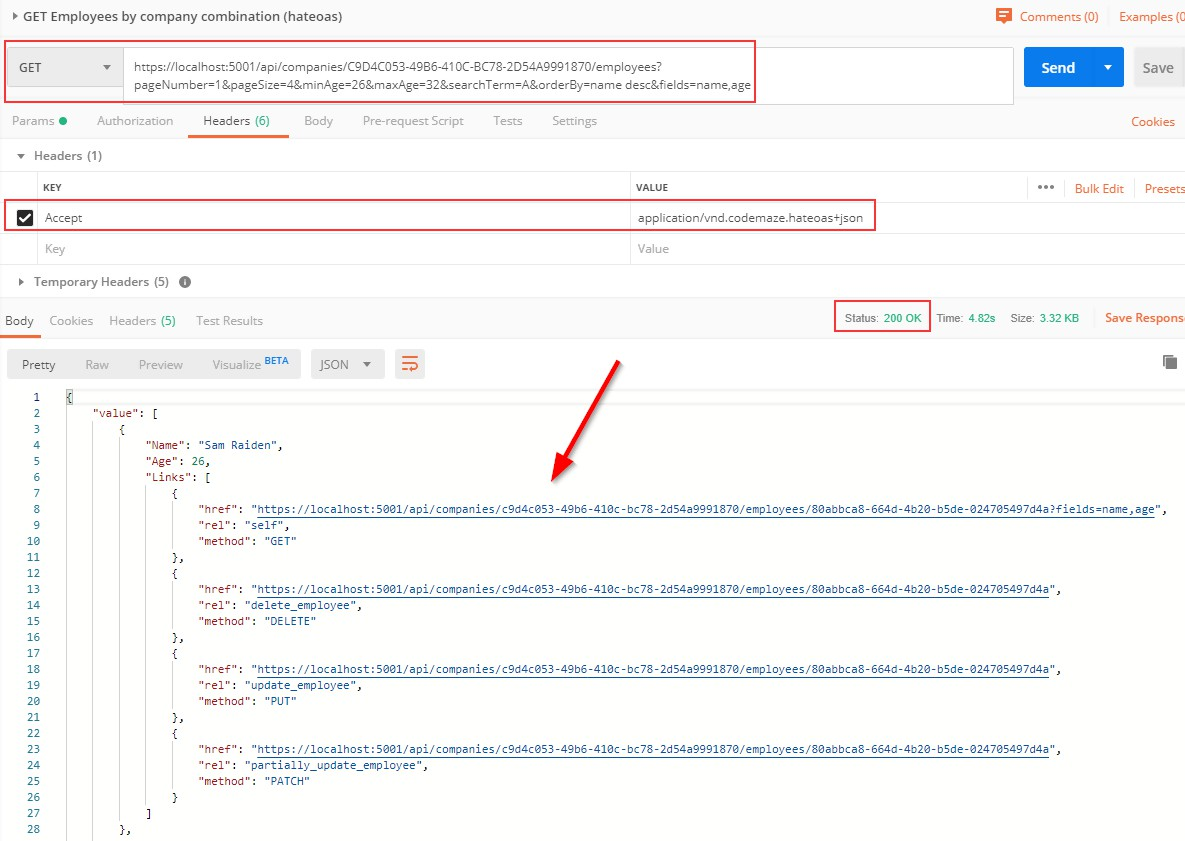 GET Employees by company combination (hateoas) Comments (0) Examples (0
GET https://localhost:5001/api/companies/C9D4C053-49B6-410C-BC78-2D54A9991870/employees?
pageNumber=1&pageSize=4&minAge=26&maxAge=32&searchTerm=A&orderBy=name desc&fields=name,age
Send Save
Params Authorization Headers (6) Body Pre-request Script Tests Settings Cookies
Headers (1)
KEY VALUE Bulk Edit Presets
Accept application/vnd.codemaze.hateoas+json
Key Value
Temporary Headers (5)
Body Cookies Headers (5) Test Results Status: 200 OK Time: 4.82s Size: 3.32 KB Save Respons
Pretty Raw Preview Visualize BETA JSON
1 {
2 "value": [
3 {
4 "Name": "Sam Raiden",
5 "Age": 26,
6 "Links": [
7 {
8 "href": "https://localhost:5001/api/companies/c9d4c053-49b6-410c-bc78-2d54a9991870/employees/80abbca8-664d-4b20-b5de-024705497d4a?fields=name,age",
9 "rel": "self",
10 "method": "GET"
11 },
12 {
13 "href": "https://localhost:5001/api/companies/c9d4c053-49b6-410c-bc78-2d54a9991870/employees/80abbca8-664d-4b20-b5de-024705497d4a",
14 "rel": "delete_employee",
15 "method": "DELETE"
16 },
17 {
18 "href": "https://localhost:5001/api/companies/c9d4c053-49b6-410c-bc78-2d54a9991870/employees/80abbca8-664d-4b20-b5de-024705497d4a",
19 "rel": "update_employee",
20 "method": "PUT"
21 },
22 {
23 "href": "https://localhost:5001/api/companies/c9d4c053-49b6-410c-bc78-2d54a9991870/employees/80abbca8-664d-4b20-b5de-024705497d4a",
24 "rel": "partially_update_employee",
25 "method": "PATCH"
26 }
27 ]
28 },